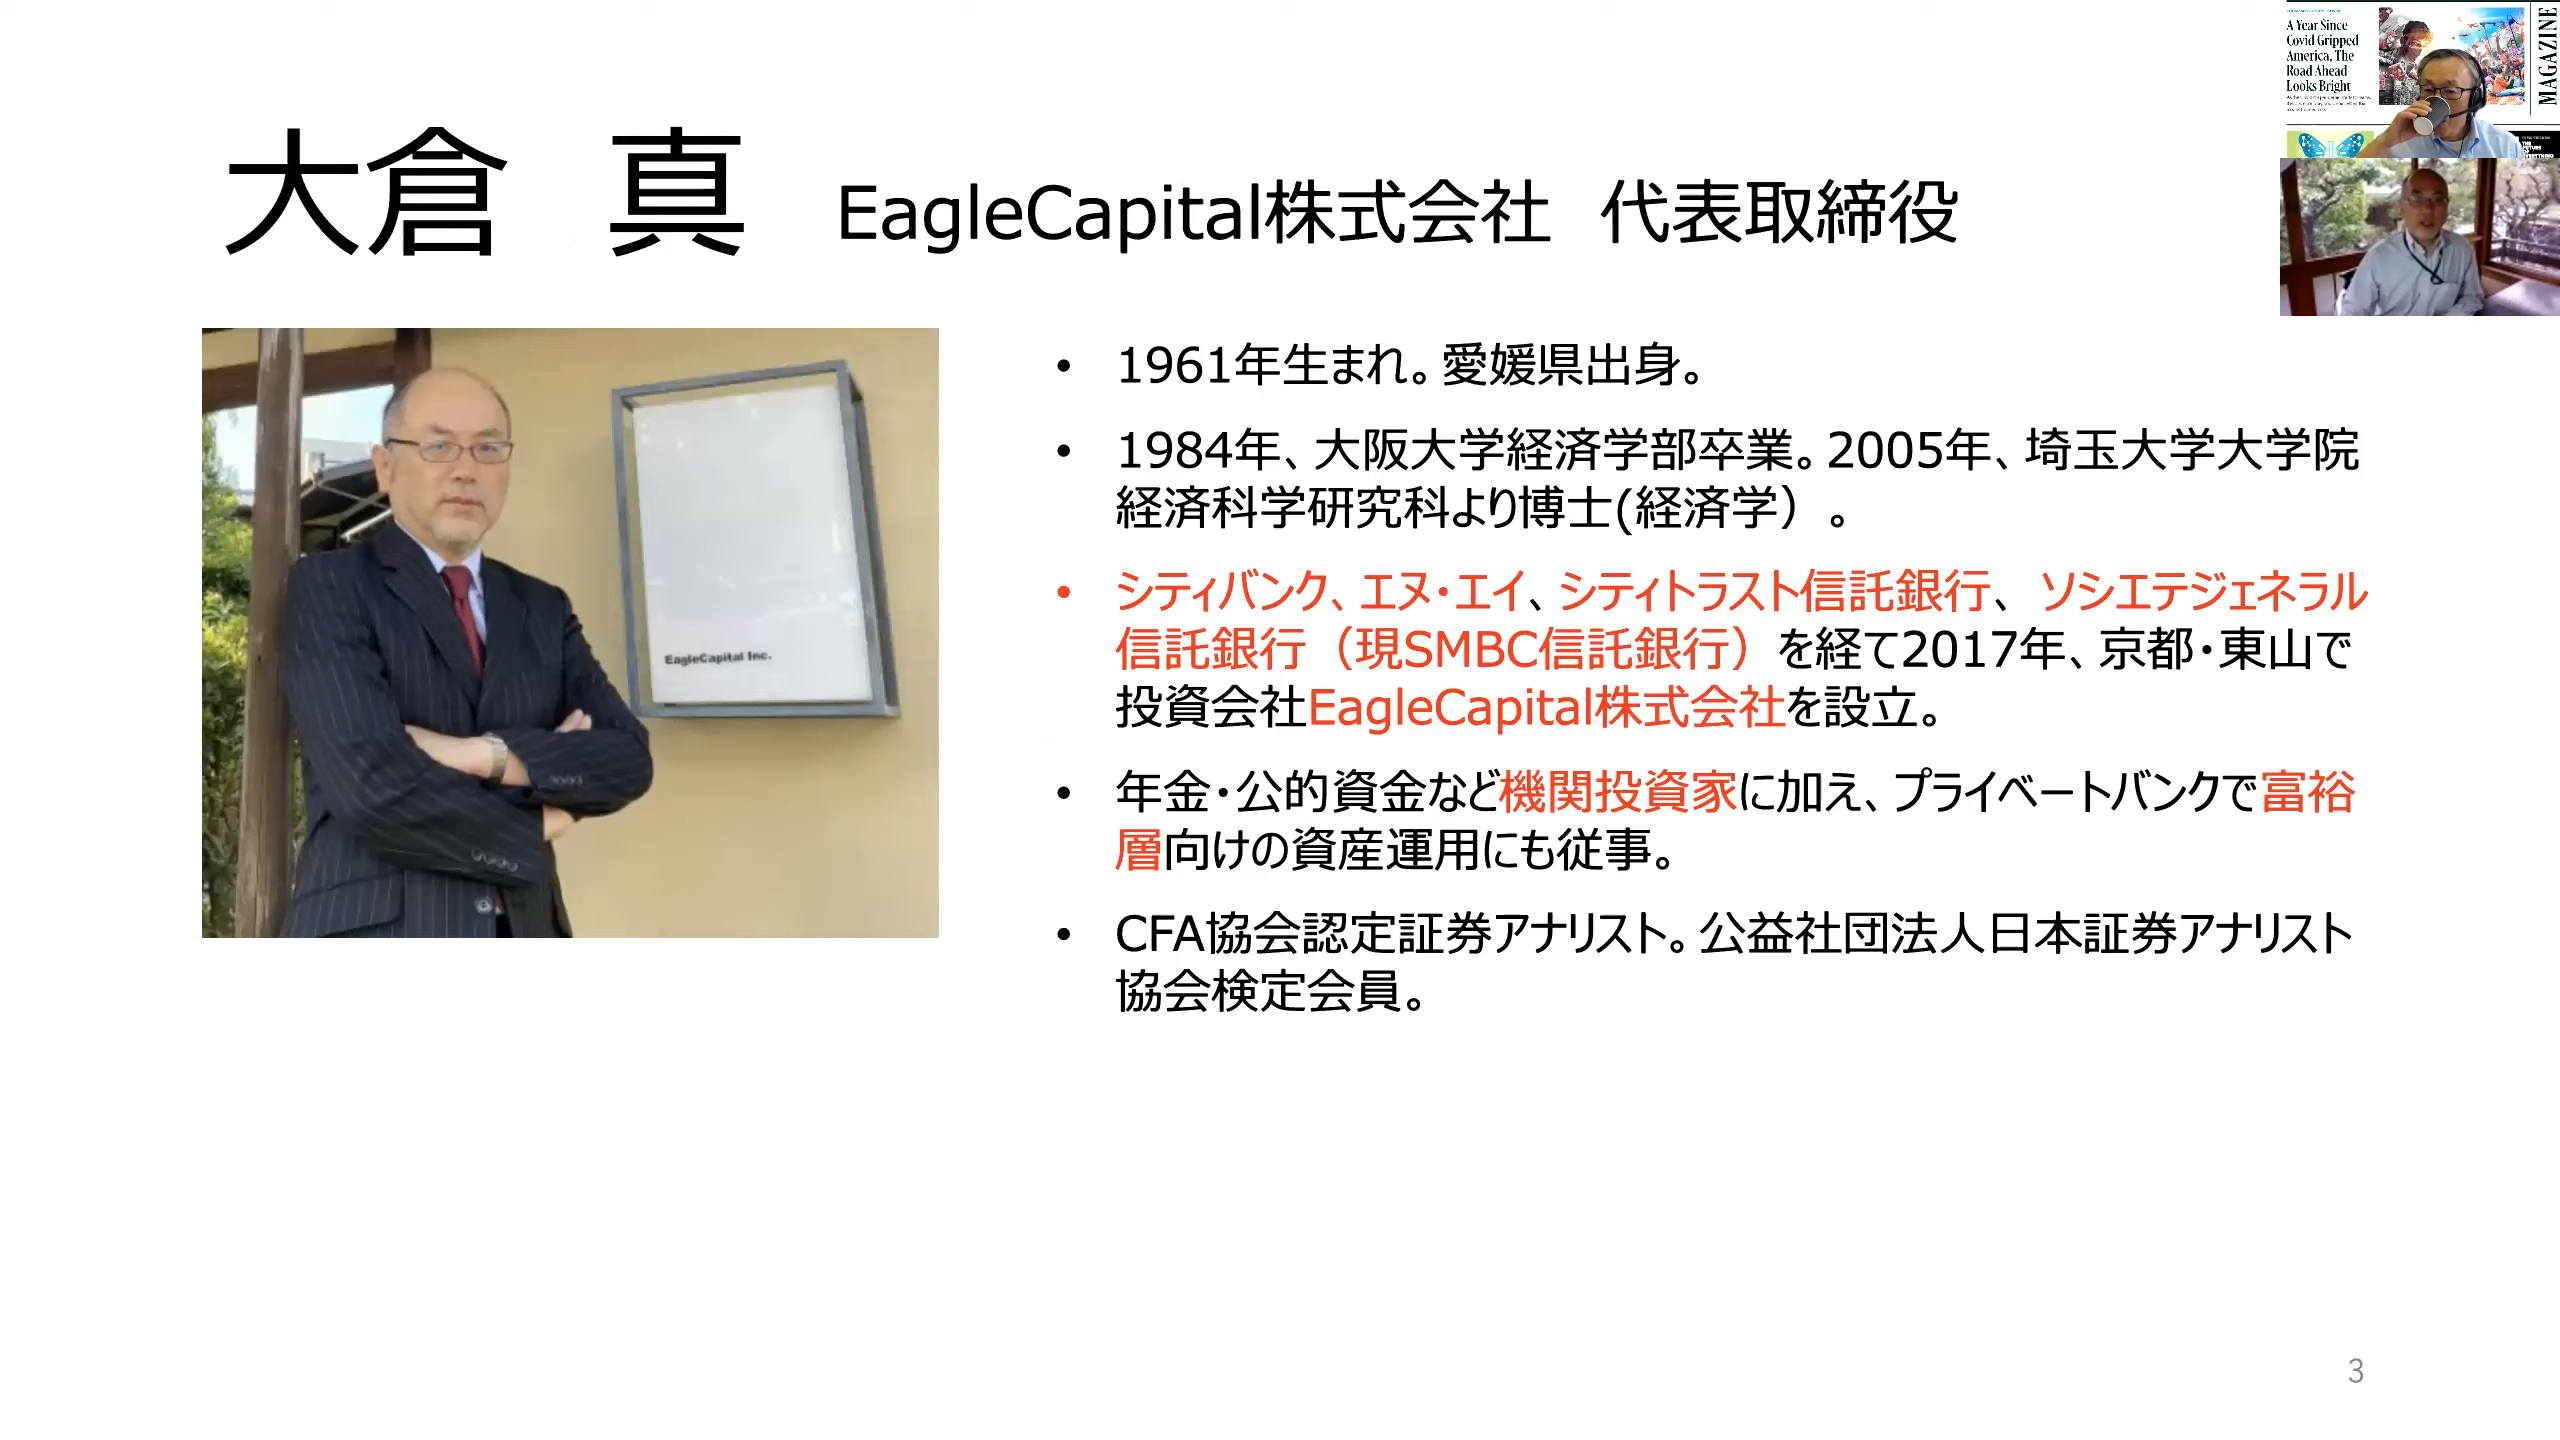 大倉　真　EagleCapital株式会社　代表取締役
A Year Since
Covid Gripped
America, The
Road Ahead
Looks Bright
MAGAZINE
EagleCapital Inc.
• 1961年生まれ。愛媛県出身。
• 1984年、大阪大学経済学部卒業。2005年、埼玉大学大学院
経済科学研究科より博士(経済学）。
• シティバンク、エヌ・エイ、シティトラスト信託銀行、ソシエテジェネラル
信託銀行（現SMBC信託銀行）を経て2017年、京都・東山で
投資会社EagleCapital株式会社を設立。
• 年金・公的資金など機関投資家に加え、プライベートバンクで富裕
層向けの資産運用にも従事。
• CFA協会認定証券アナリスト。公益社団法人日本証券アナリスト
協会検定会員。
3